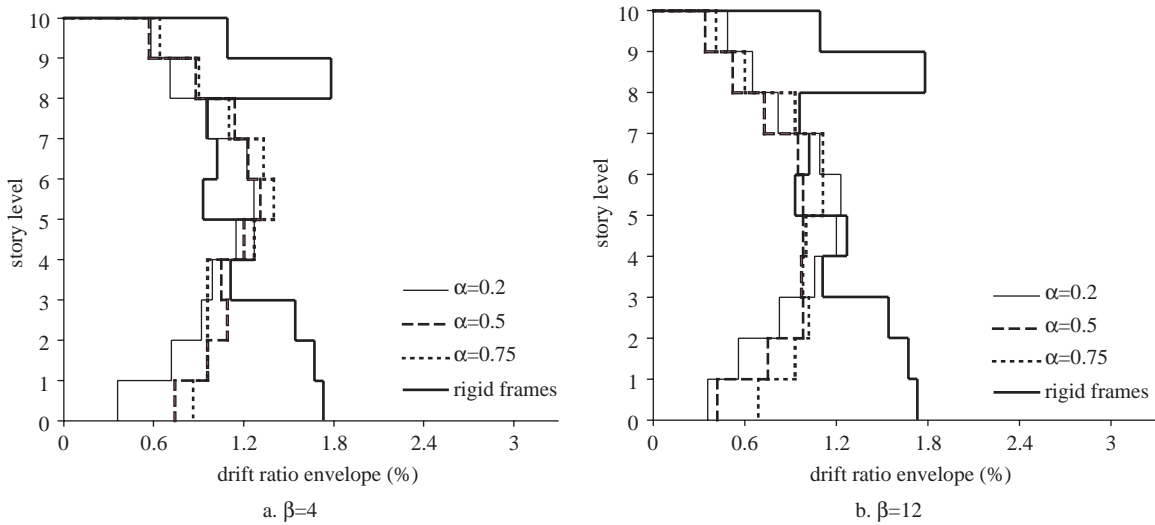 10
9
8
7
6
5
4
3
2
1
0
story level
α=0.2
α=0.5
α=0.75
rigid frames
0 0.6 1.2 1.8 2.4 3
drift ratio envelope (%)
a. β=4
10
9
8
7
6
5
4
3
2
1
0
story level
α=0.2
α=0.5
α=0.75
rigid frames
0 0.6 1.2 1.8 2.4 3
drift ratio envelope (%)
b. β=12